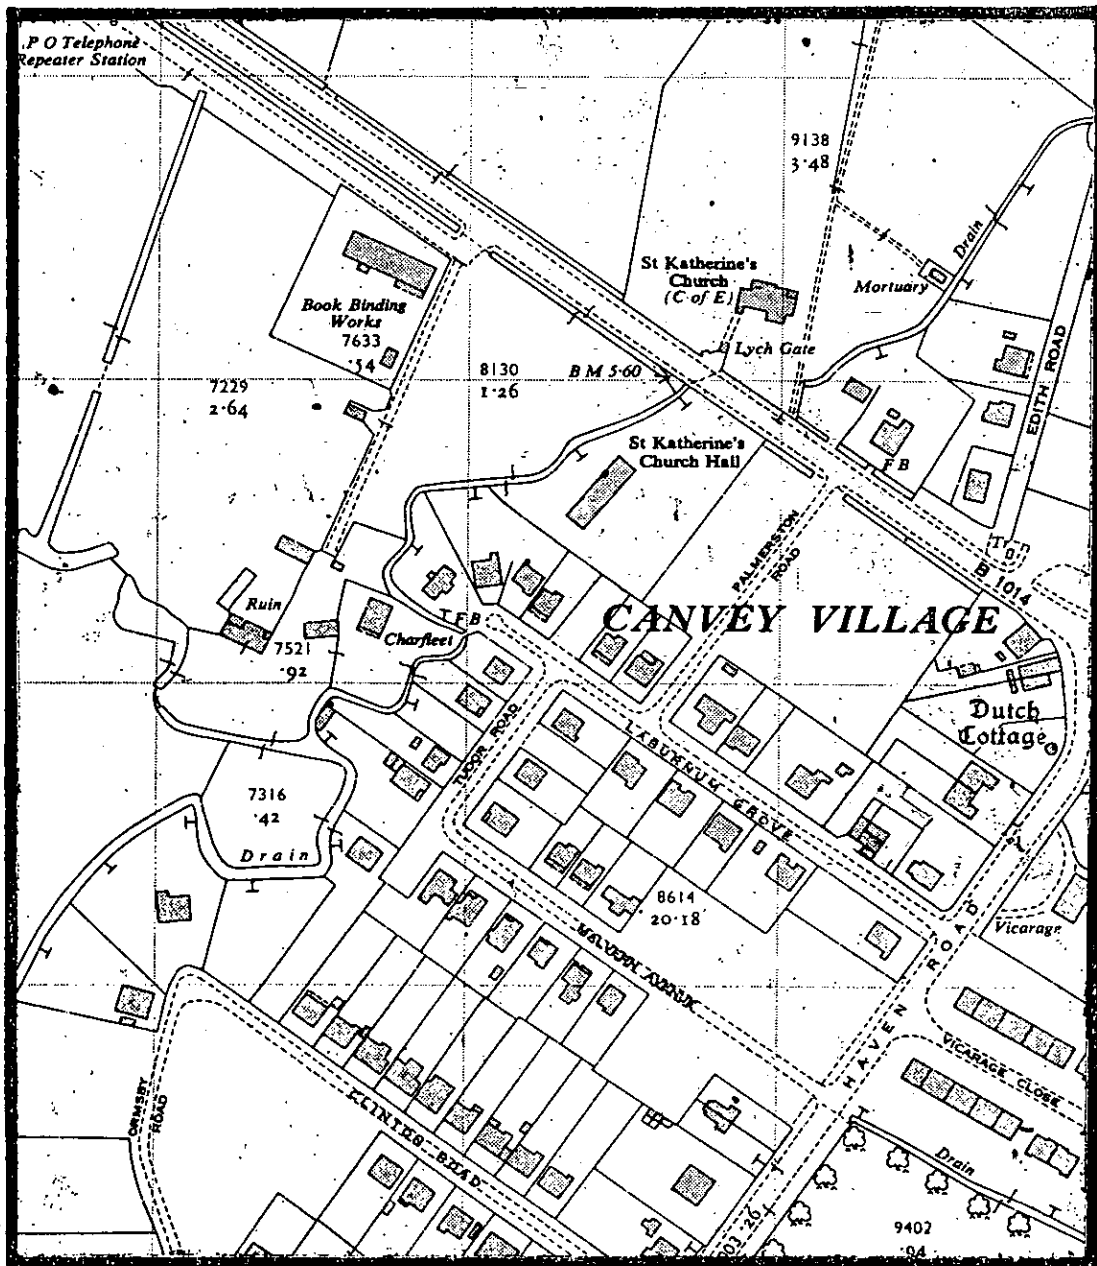 P O Telephone
Repeater Station
9138
3·48
Drain
St Katherine's
Church
(C of E)
Mortuary
Book Binding
Works
7633
·54
Lych Gate
EDITH ROAD
7229
2·64
8130
1·26
B M 5·60
St Katherine's
Church Hall
F B
PALMERSTON
ROAD
T
B 1014
CANVEY VILLAGE
Ruin
F B
Charfleet
7521
·92
Dutch
Cottage
TUDOR ROAD
LABURNUM GROVE
7316
·42
Drain
8614
20·18
HAVEN ROAD
Vicarage
AVENUE
VICARAGE CLOSE
ORMSBY
ROAD
Drain
9402
·94